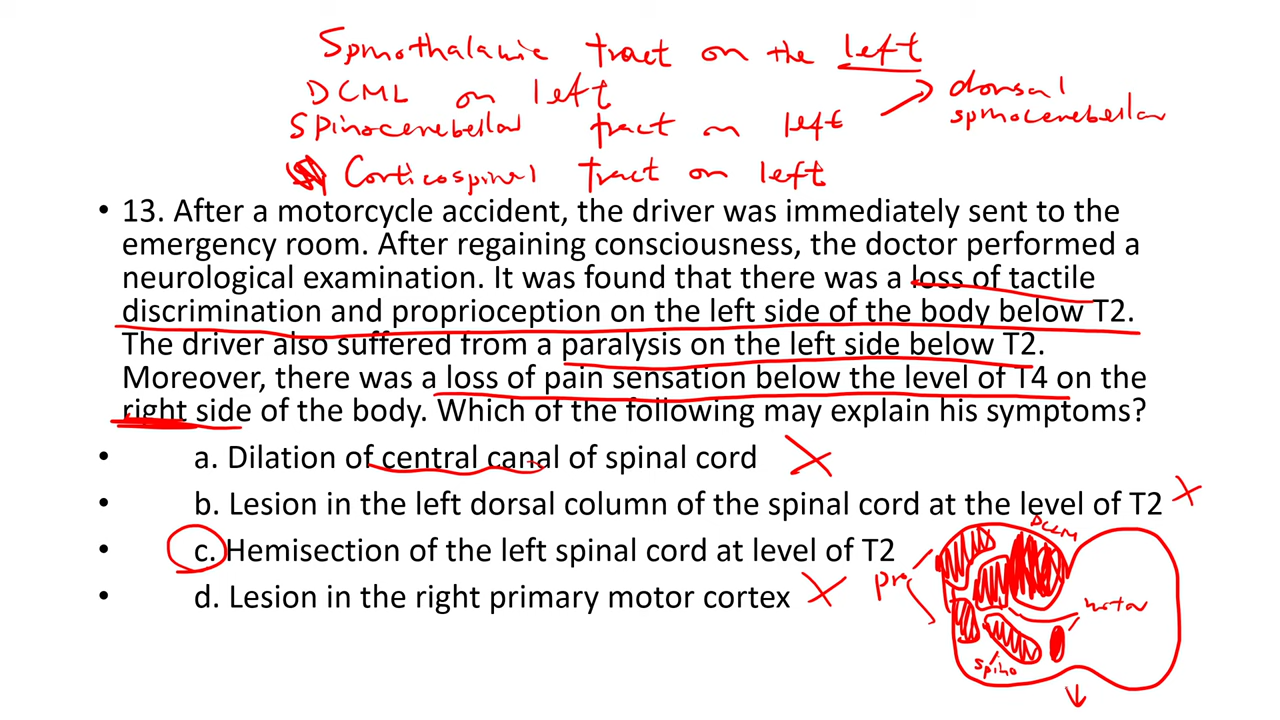 Spinothalamic tract on the left
DCML on left
Spinocerebellar tract on left → dorsal
spinocerebellar
Corticospinal tract on left
• 13. After a motorcycle accident, the driver was immediately sent to the
emergency room. After regaining consciousness, the doctor performed a
neurological examination. It was found that there was a loss of tactile
discrimination and proprioception on the left side of the body below T2.
The driver also suffered from a paralysis on the left side below T2.
Moreover, there was a loss of pain sensation below the level of T4 on the
right side of the body. Which of the following may explain his symptoms?
• a. Dilation of central canal of spinal cord
• b. Lesion in the left dorsal column of the spinal cord at the level of T2
• c. Hemisection of the left spinal cord at level of T2
• d. Lesion in the right primary motor cortex
pro
motor
spino